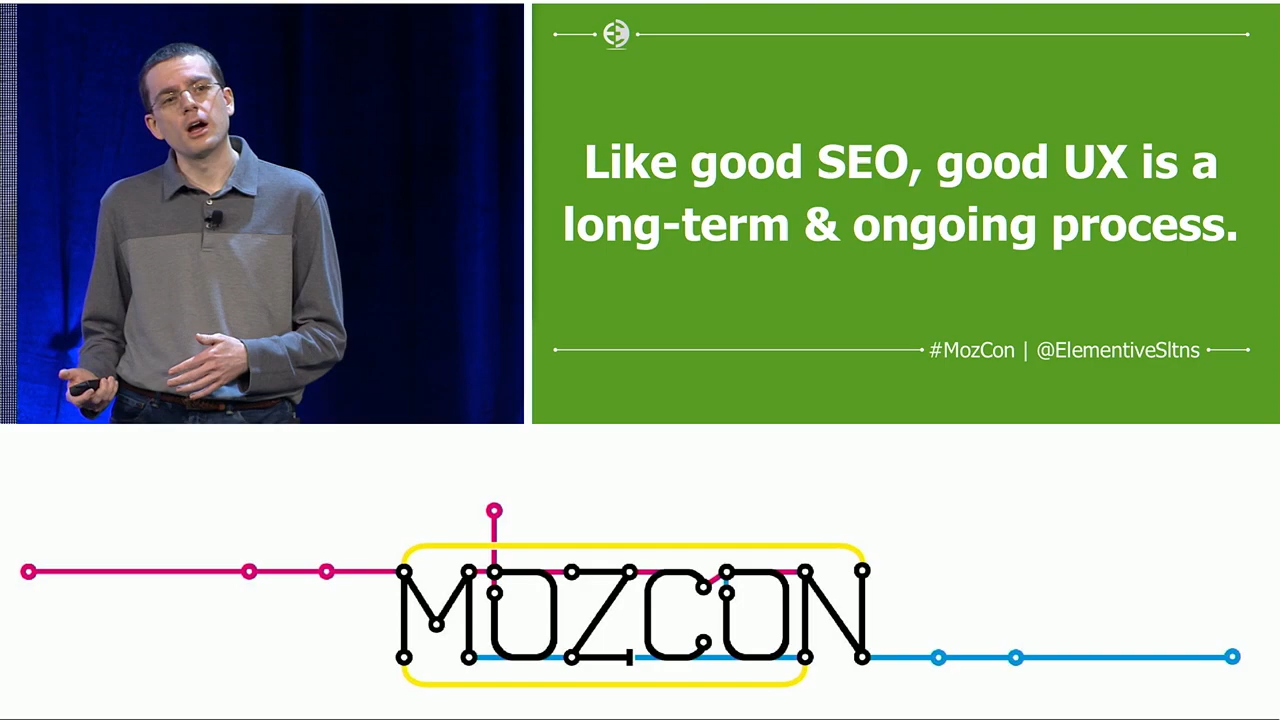 Like good SEO, good UX is a
long-term & ongoing process.
#MozCon | @ElementiveSltns
MOZCON